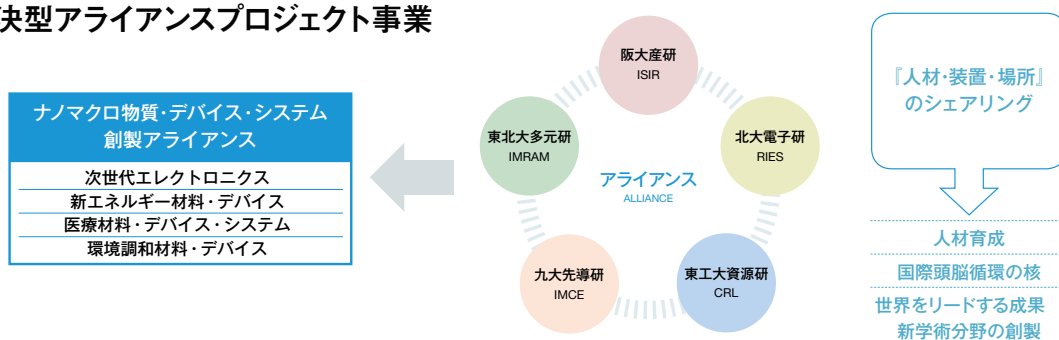 型アライアンスプロジェクト事業
ナノマクロ物質・デバイス・システム
創製アライアンス
次世代エレクトロニクス
新エネルギー材料・デバイス
医療材料・デバイス・システム
環境調和材料・デバイス
阪大産研
ISIR
東北大多元研
IMRAM
北大電子研
RIES
アライアンス
ALLIANCE
九大先導研
IMCE
東工大資源研
CRL
『人材・装置・場所』
のシェアリング
人材育成
国際頭脳循環の核
世界をリードする成果
新学術分野の創製